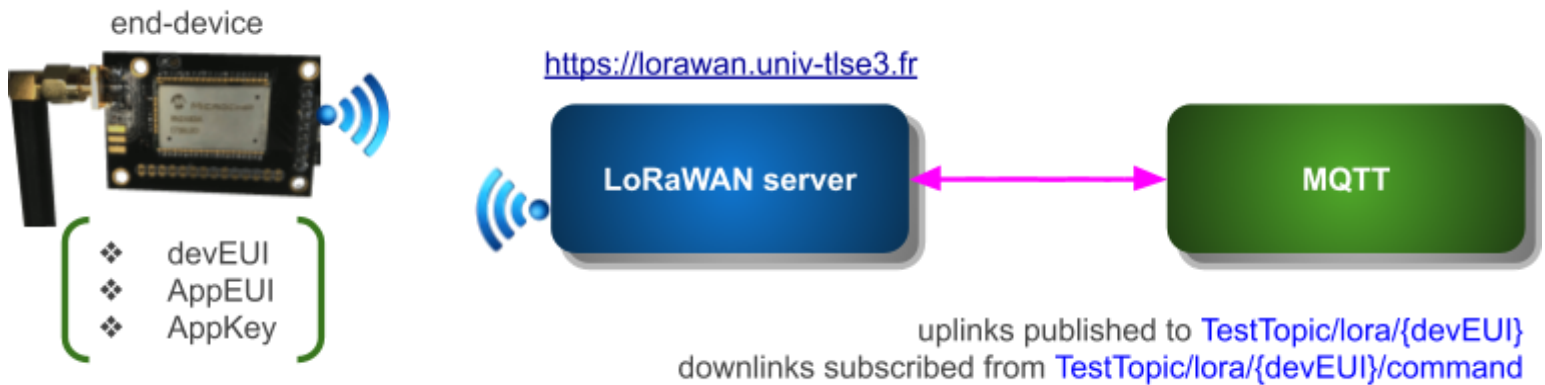 end-device
https://lorawan.univ-tlse3.fr
MICROCHIP
LoRaWAN server
MQTT
❖ devEUI
❖ AppEUI
❖ AppKey
uplinks published to TestTopic/lora/{devEUI}
downlinks subscribed from TestTopic/lora/{devEUI}/command